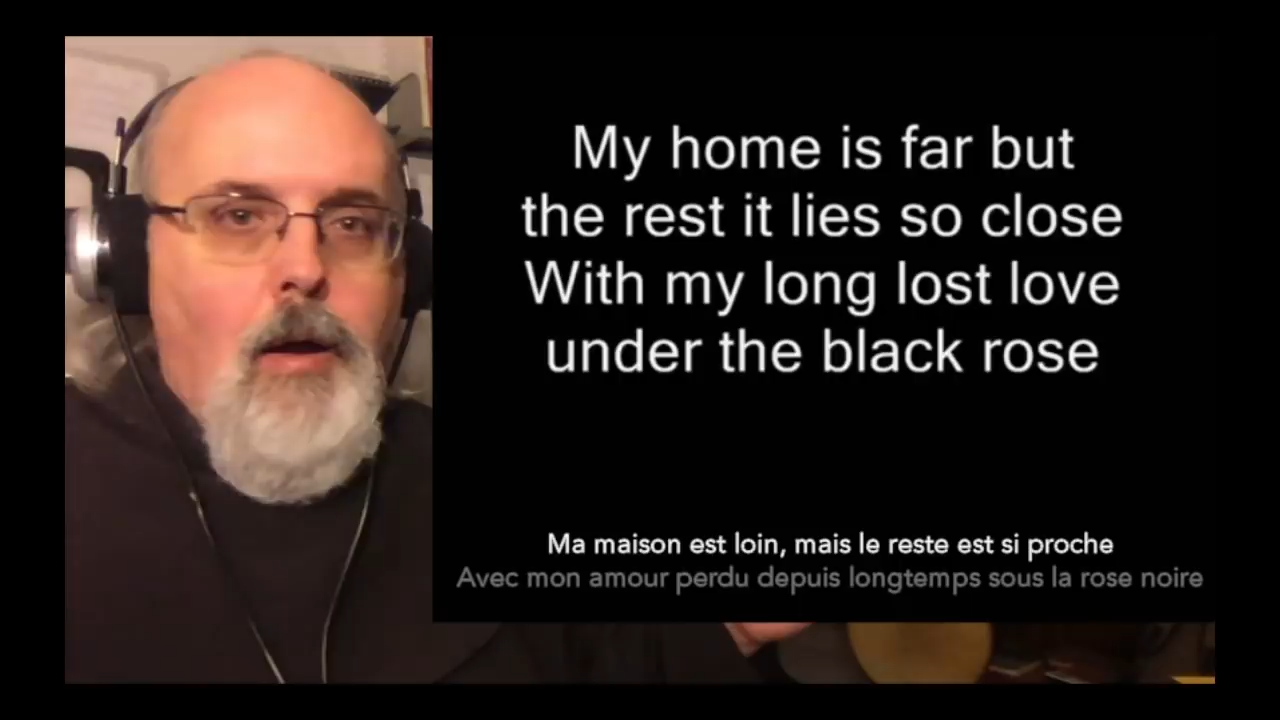 My home is far but
the rest it lies so close
With my long lost love
under the black rose
Ma maison est loin, mais le reste est si proche
Avec mon amour perdu depuis longtemps sous la rose noire